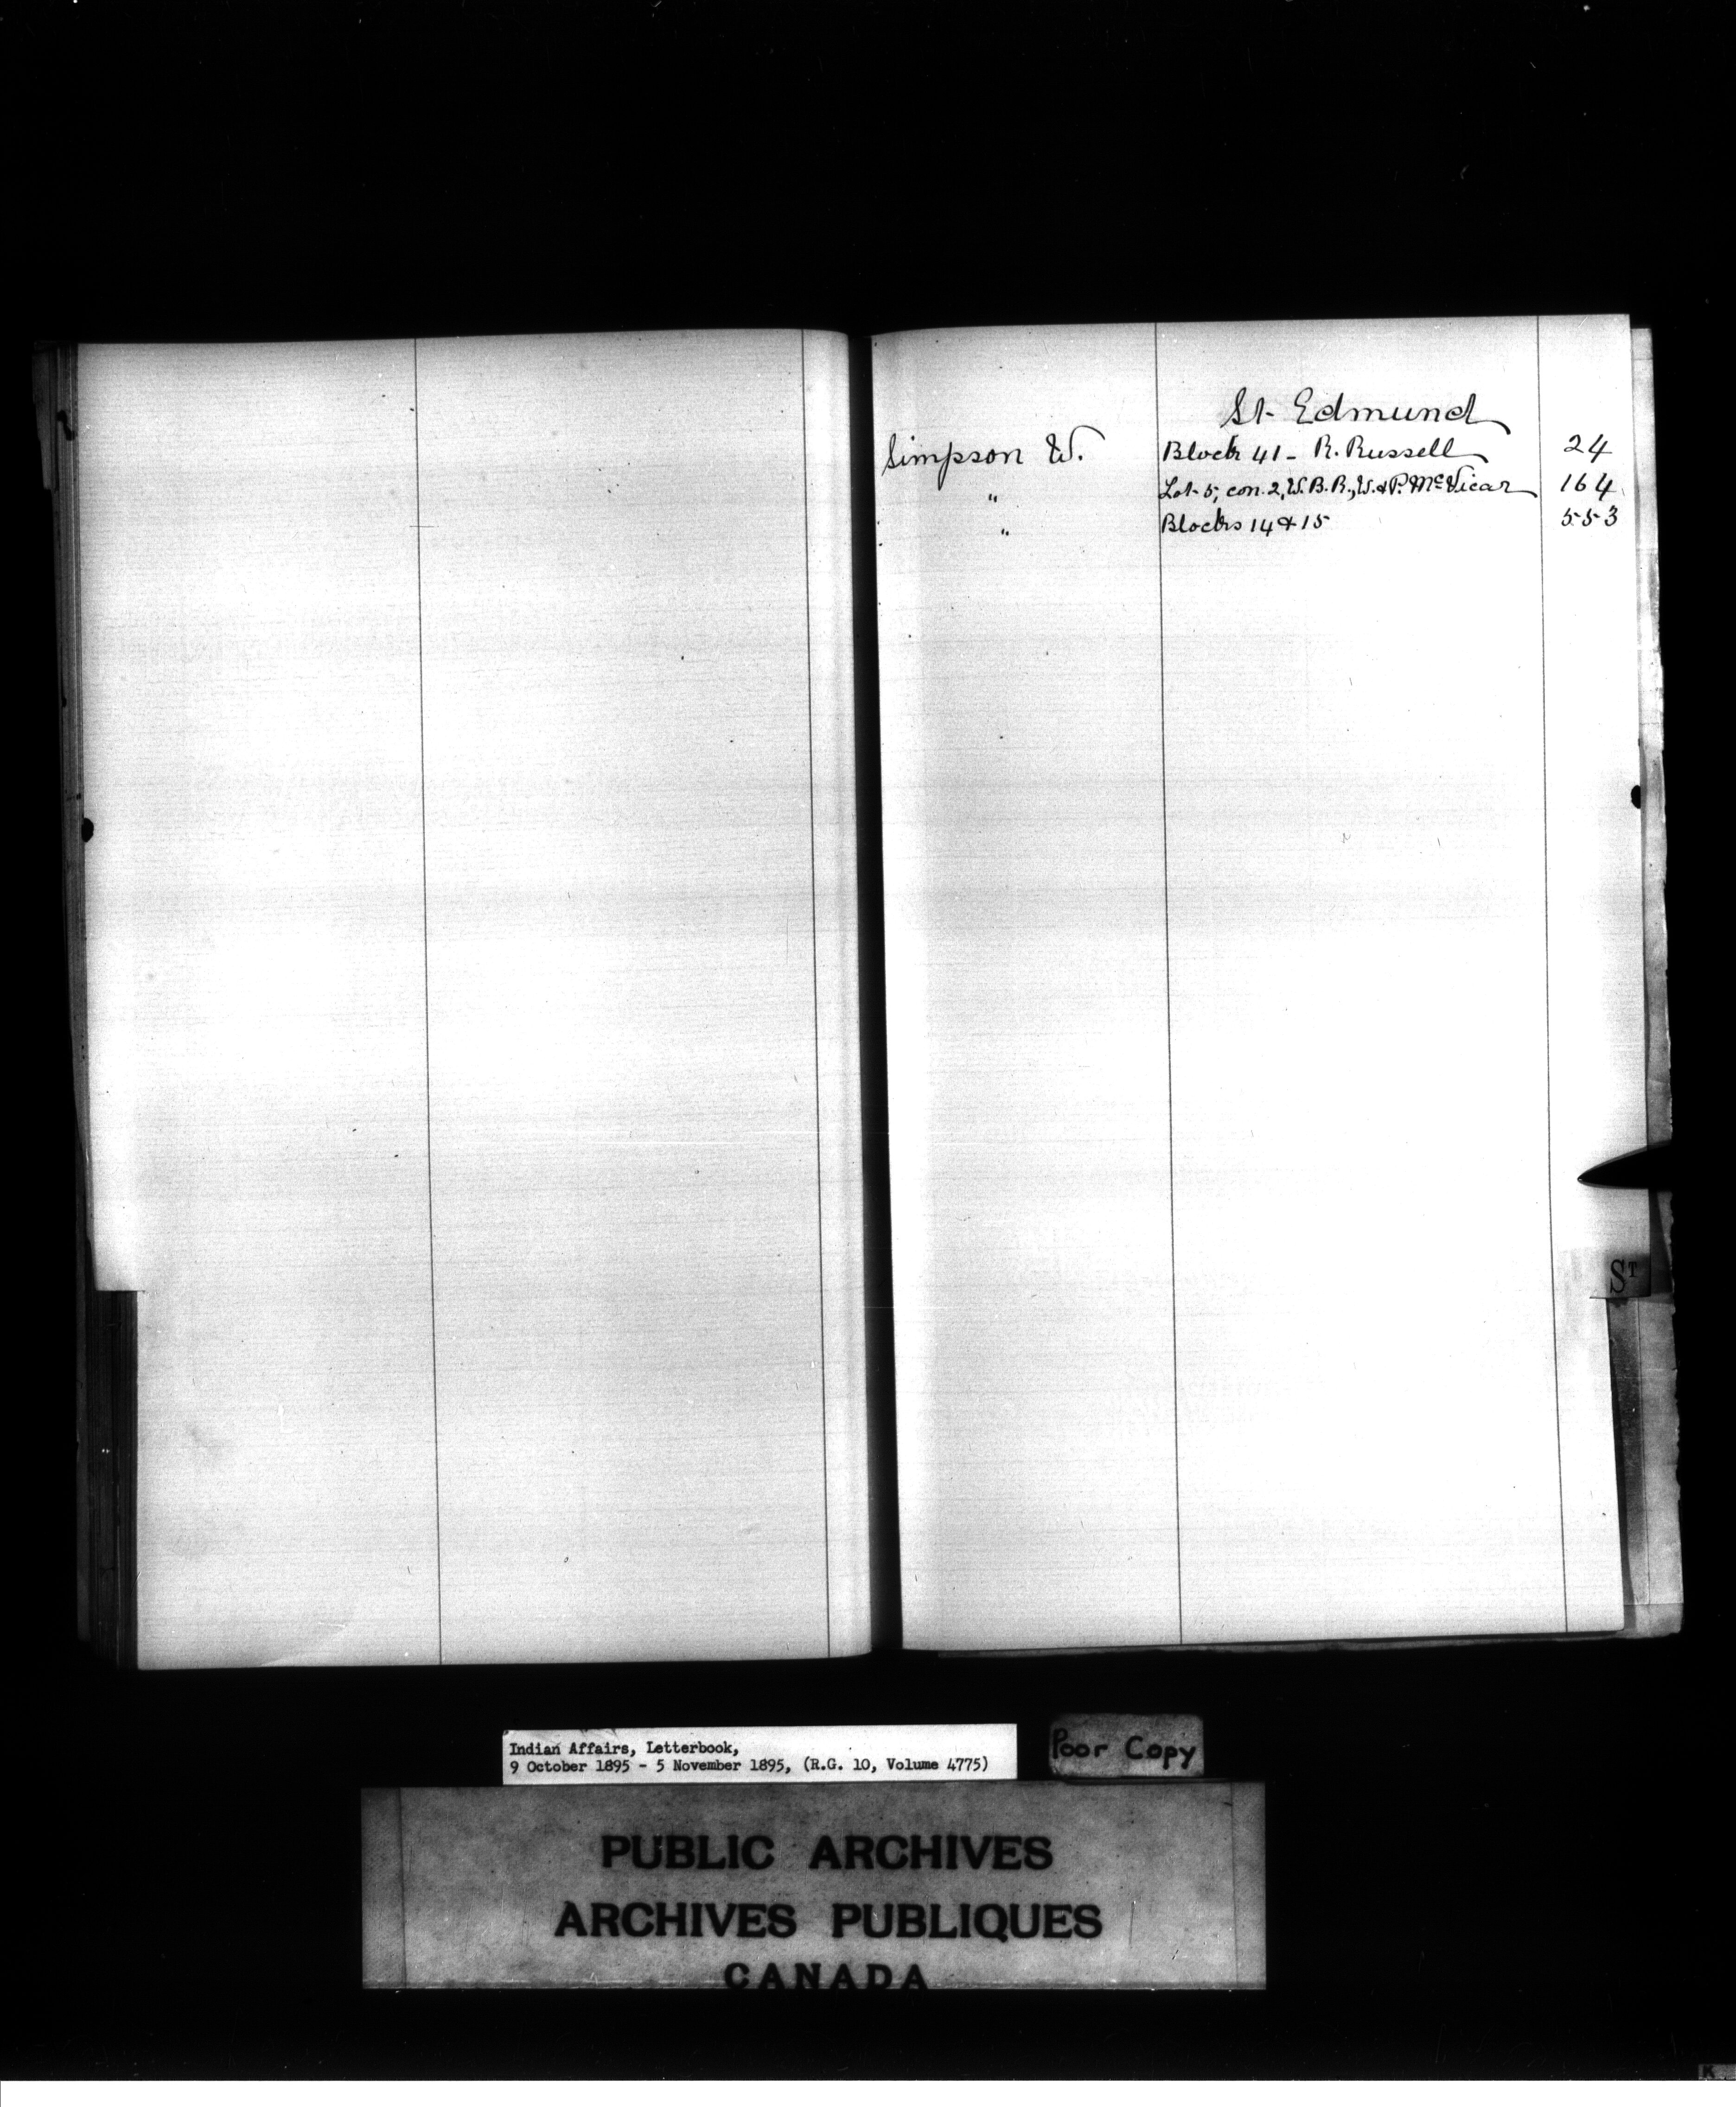 St. Edmund
Simpson W. Block 41 - R. Russell 24
" Lot 5, con. 2, W.B.R., W. & P. McVicar 164
" Blocks 14 & 15 553
ST
Indian Affairs, Letterbook,
9 October 1895 - 5 November 1895, (R.G. 10, Volume 4775)
Poor Copy
PUBLIC ARCHIVES
ARCHIVES PUBLIQUES
CANADA